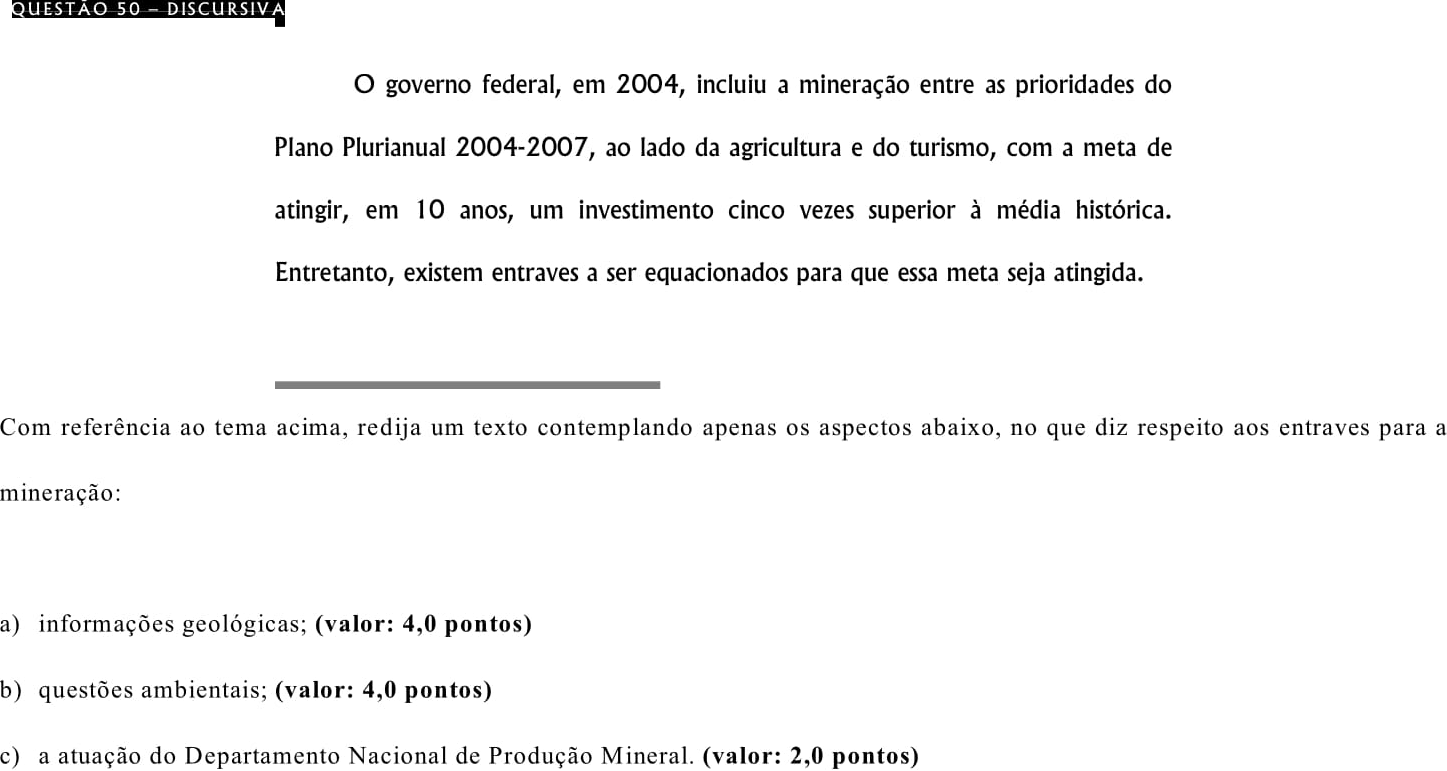 QUESTÃO 50 – DISCURSIVA
O governo federal, em 2004, incluiu a mineração entre as prioridades do
Plano Plurianual 2004-2007, ao lado da agricultura e do turismo, com a meta de
atingir, em 10 anos, um investimento cinco vezes superior à média histórica.
Entretanto, existem entraves a ser equacionados para que essa meta seja atingida.
Com referência ao tema acima, redija um texto contemplando apenas os aspectos abaixo, no que diz respeito aos entraves para a
mineração:
a) informações geológicas; (valor: 4,0 pontos)
b) questões ambientais; (valor: 4,0 pontos)
c) a atuação do Departamento Nacional de Produção Mineral. (valor: 2,0 pontos)